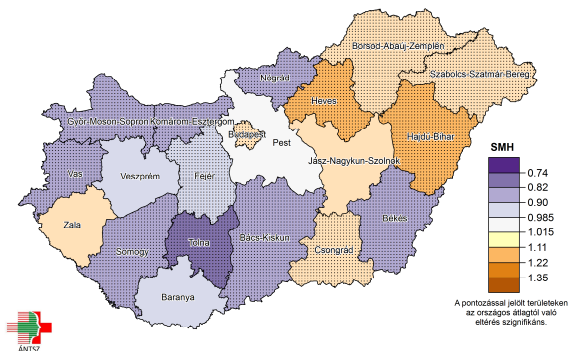 Borsod-Abaúj-Zemplén
Szabolcs-Szatmár-Bereg
Nógrád
Heves
Győr-Moson-Sopron
Komárom-Esztergom
Budapest
Hajdú-Bihar
Pest
Jász-Nagykun-Szolnok
Vas
Veszprém
Fejér
Zala
Somogy
Tolna
Bács-Kiskun
Békés
Csongrád
Baranya
SMH
0.74
0.82
0.90
0.985
1.015
1.11
1.22
1.35
A pontozással jelölt területeken
az országos átlagtól való
eltérés szignifikáns.
ÁNTSZ